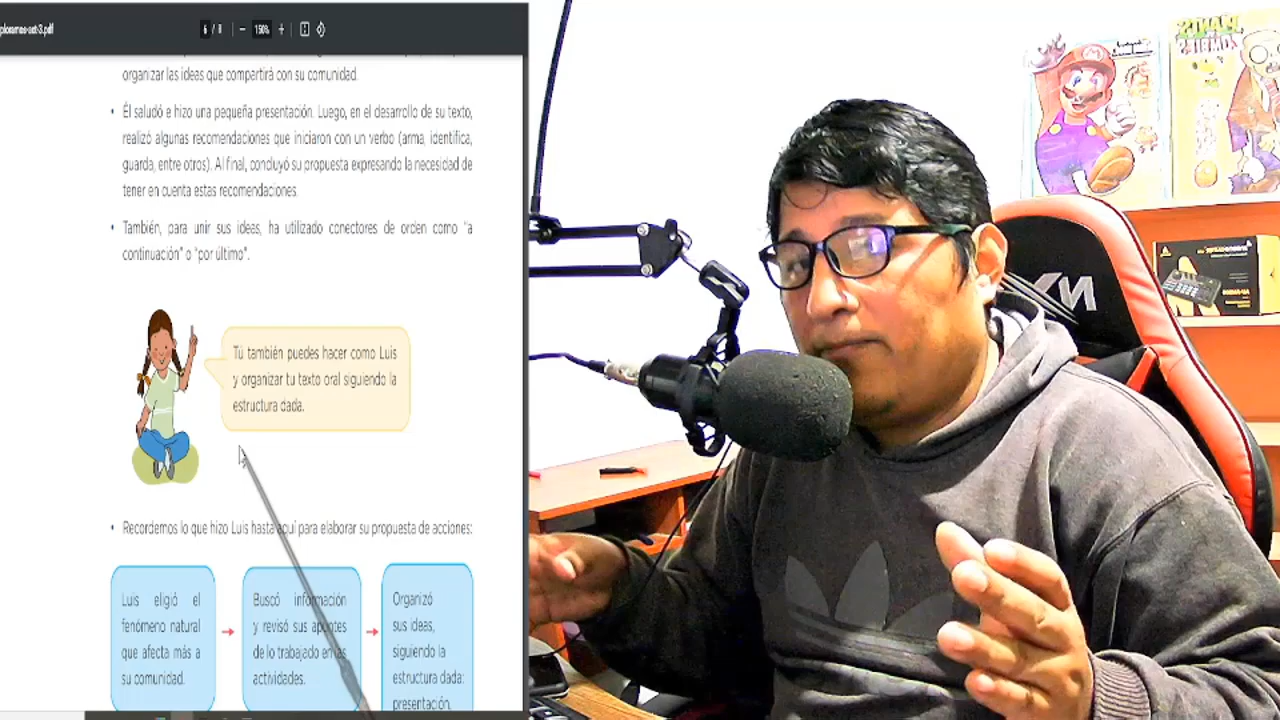 6 / 8
150%
organizar las ideas que compartirá con su comunidad.
• Él saludó e hizo una pequeña presentación. Luego, en el desarrollo de su texto,
realizó algunas recomendaciones que iniciaron con un verbo (arma, identifica,
guarda, entre otros). Al final, concluyó su propuesta expresando la necesidad de
tener en cuenta estas recomendaciones.
• También, para unir sus ideas, ha utilizado conectores de orden como "a
continuación" o "por último".
Tú también puedes hacer como Luis
y organizar tu texto oral siguiendo la
estructura dada.
• Recordemos lo que hizo Luis hasta aquí para elaborar su propuesta de acciones:
Luis eligió el
fenómeno natural
que afecta más a
su comunidad.
Buscó información
y revisó sus apuntes
de lo trabajado en las
actividades.
Organizó
sus ideas,
siguiendo la
estructura dada:
presentación,